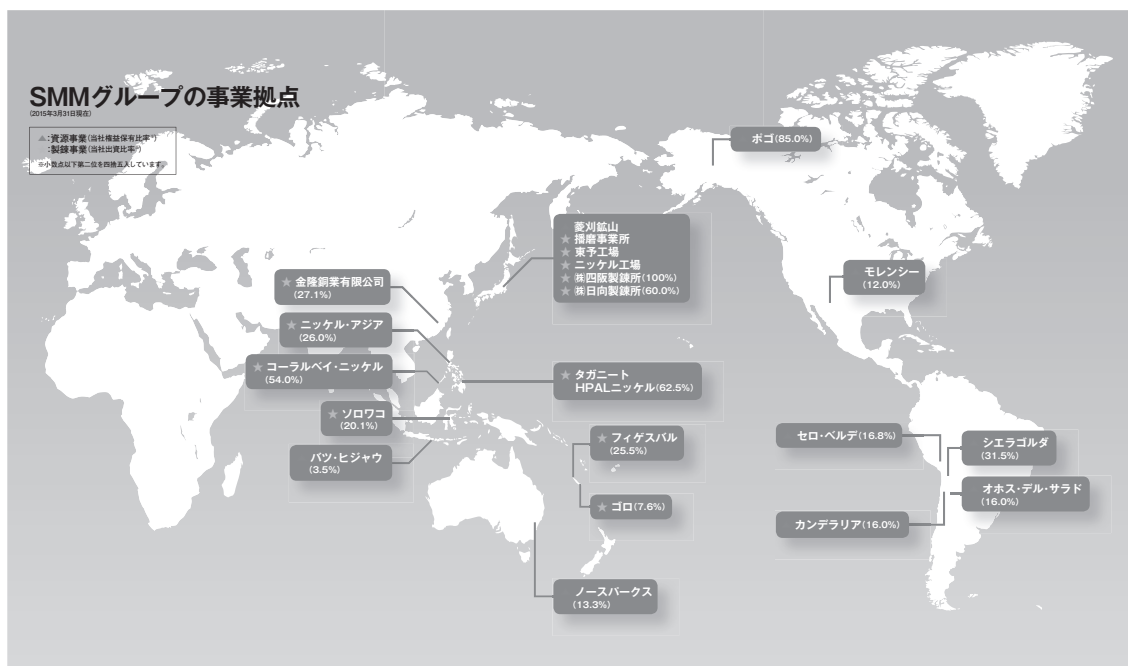 SMMグループの事業拠点
(2015年3月31日現在)
▲:資源事業(当社権益保有比率※)
:製錬事業(当社出資比率※)
※小数点以下第二位を四捨五入しています。
ポゴ(85.0%)
菱刈鉱山
★ 播磨事業所
★ 東予工場
★ ニッケル工場
★ ㈱四阪製錬所(100%)
★ ㈱日向製錬所(60.0%)
モレンシー
(12.0%)
★ 金隆銅業有限公司
(27.1%)
★ ニッケル・アジア
(26.0%)
★ コーラルベイ・ニッケル
(54.0%)
★ タガニート
HPALニッケル(62.5%)
★ ソロワコ
(20.1%)
バツ・ヒジャウ
(3.5%)
★ フィゲスバル
(25.5%)
★ ゴロ(7.6%)
セロ・ベルデ(16.8%)
シエラゴルダ
(31.5%)
オホス・デル・サラド
(16.0%)
カンデラリア(16.0%)
ノースパークス
(13.3%)